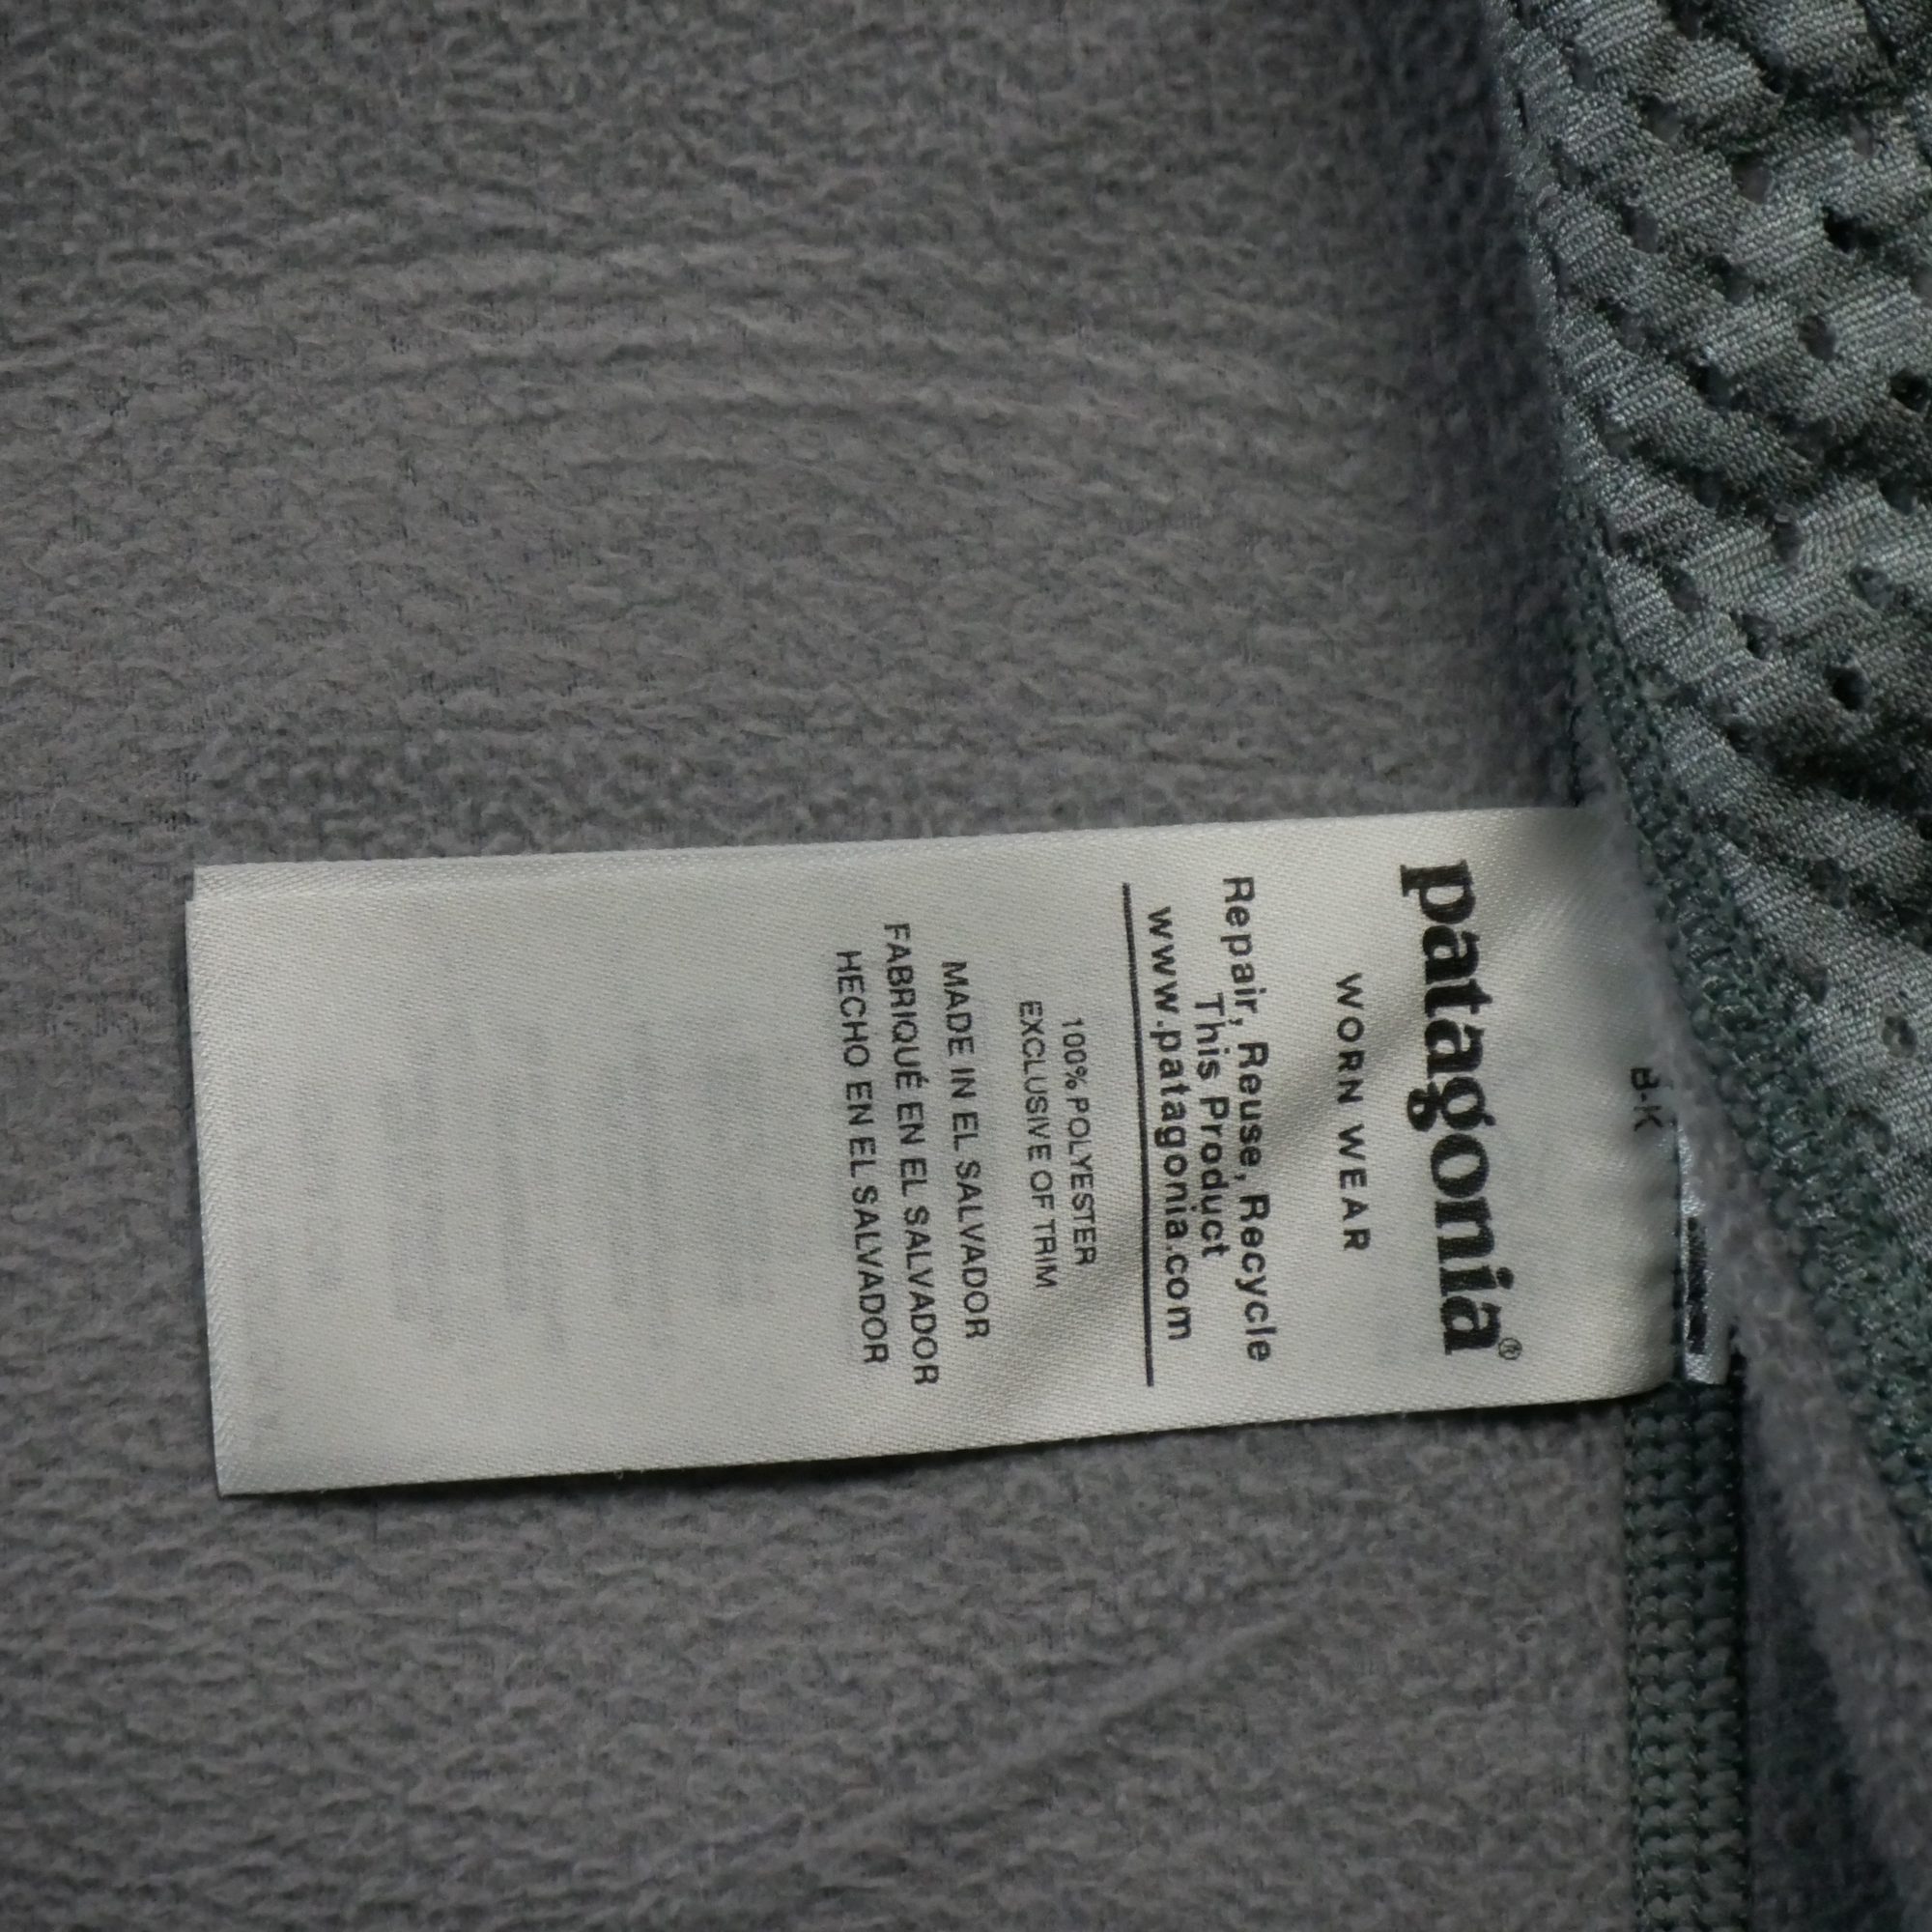 patagonia®
WORN WEAR
Repair, Reuse, Recycle
This Product
www.patagonia.com
100% POLYESTER
EXCLUSIVE OF TRIM
MADE IN EL SALVADOR
FABRIQUÉ EN EL SALVADOR
HECHO EN EL SALVADOR